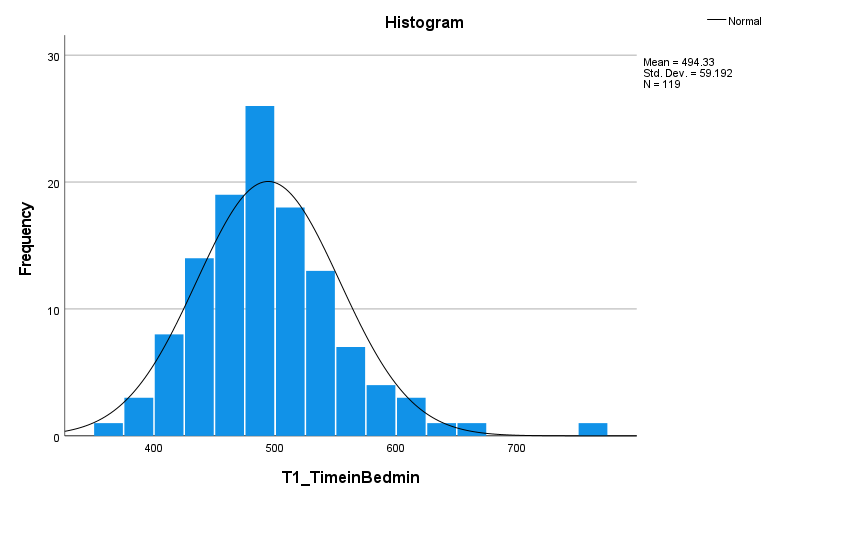 Histogram
Normal
Mean = 494.33
Std. Dev. = 59.192
N = 119
30
20
10
0
Frequency
400 500 600 700
T1_TimeinBedmin